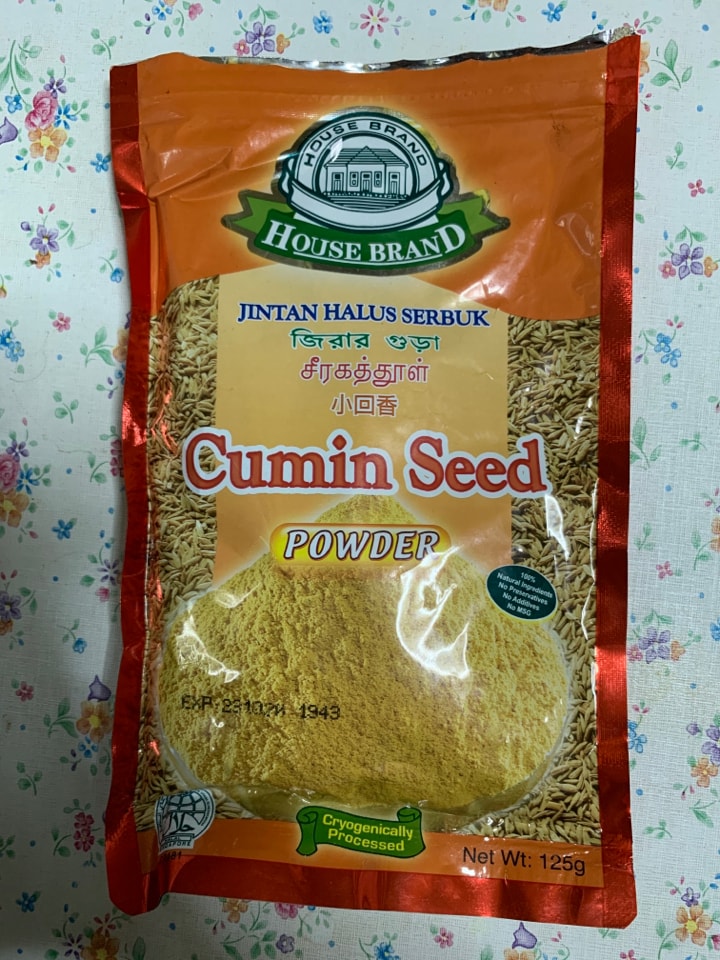 HOUSE BRAND
HOUSE BRAND
JINTAN HALUS SERBUK
জিরার গুড়া
சீரகத்தூள்
小回香
Cumin Seed
POWDER
100%
Natural Ingredients
No Preservatives
No Additives
No MSG
1943
Cryogenically
Processed
Net Wt: 125g